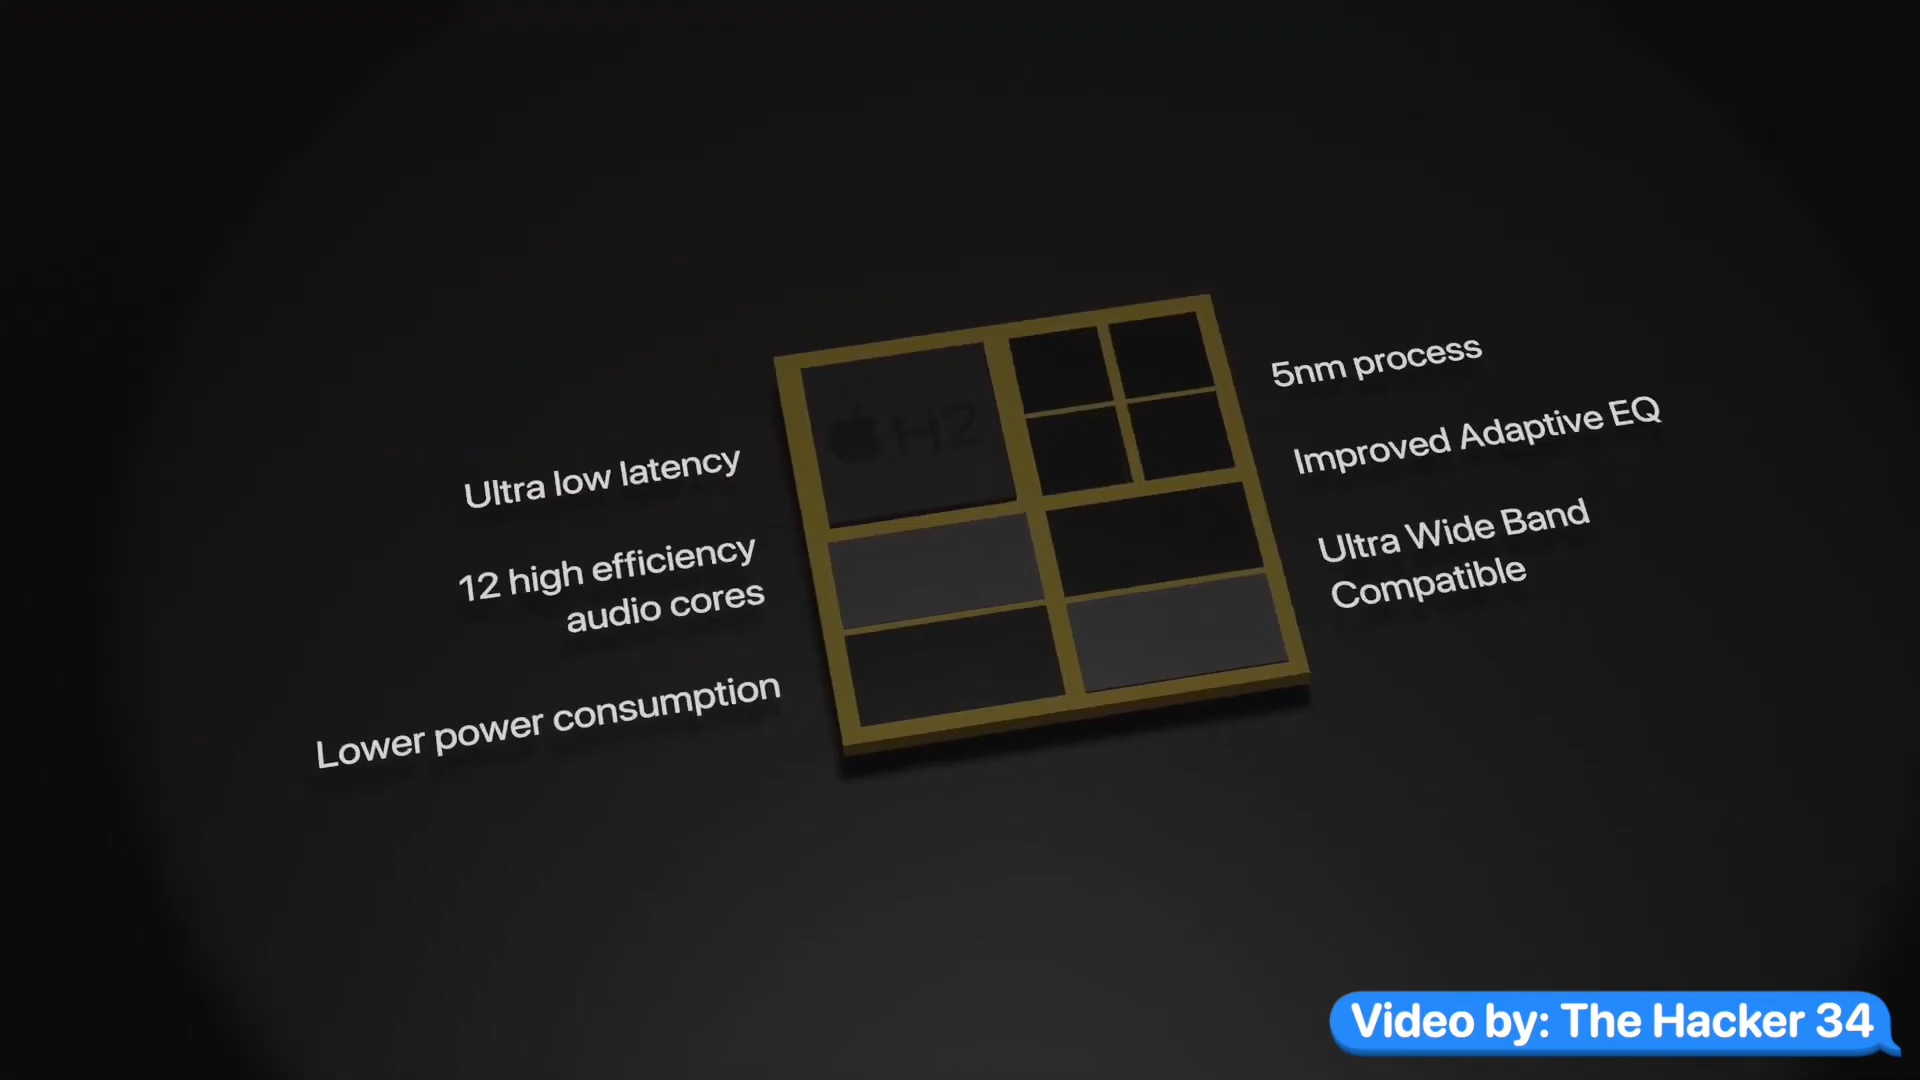 H2
Ultra low latency
12 high efficiency
audio cores
Lower power consumption
5nm process
Improved Adaptive EQ
Ultra Wide Band
Compatible
Video by: The Hacker 34